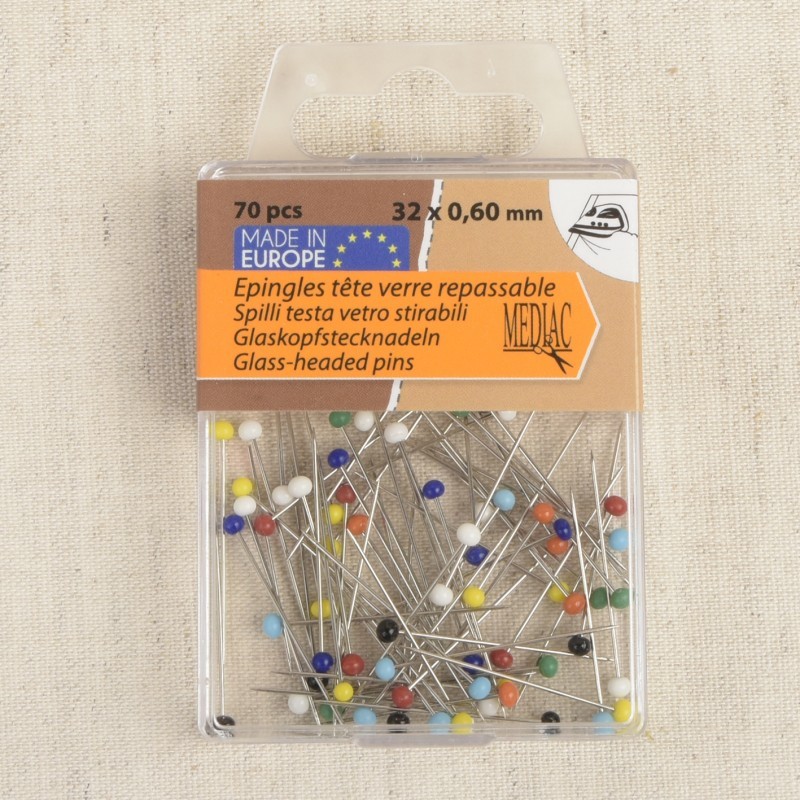 70 pcs
32 x 0,60 mm
MADE IN
EUROPE
Epingles tête verre repassable
Spilli testa vetro stirabili
Glaskopfstecknadeln
Glass-headed pins
MEDIAC